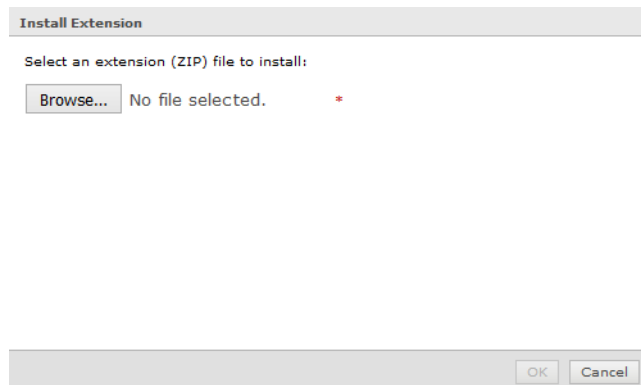 Install Extension
Select an extension (ZIP) file to install:
Browse... No file selected. *
OK Cancel